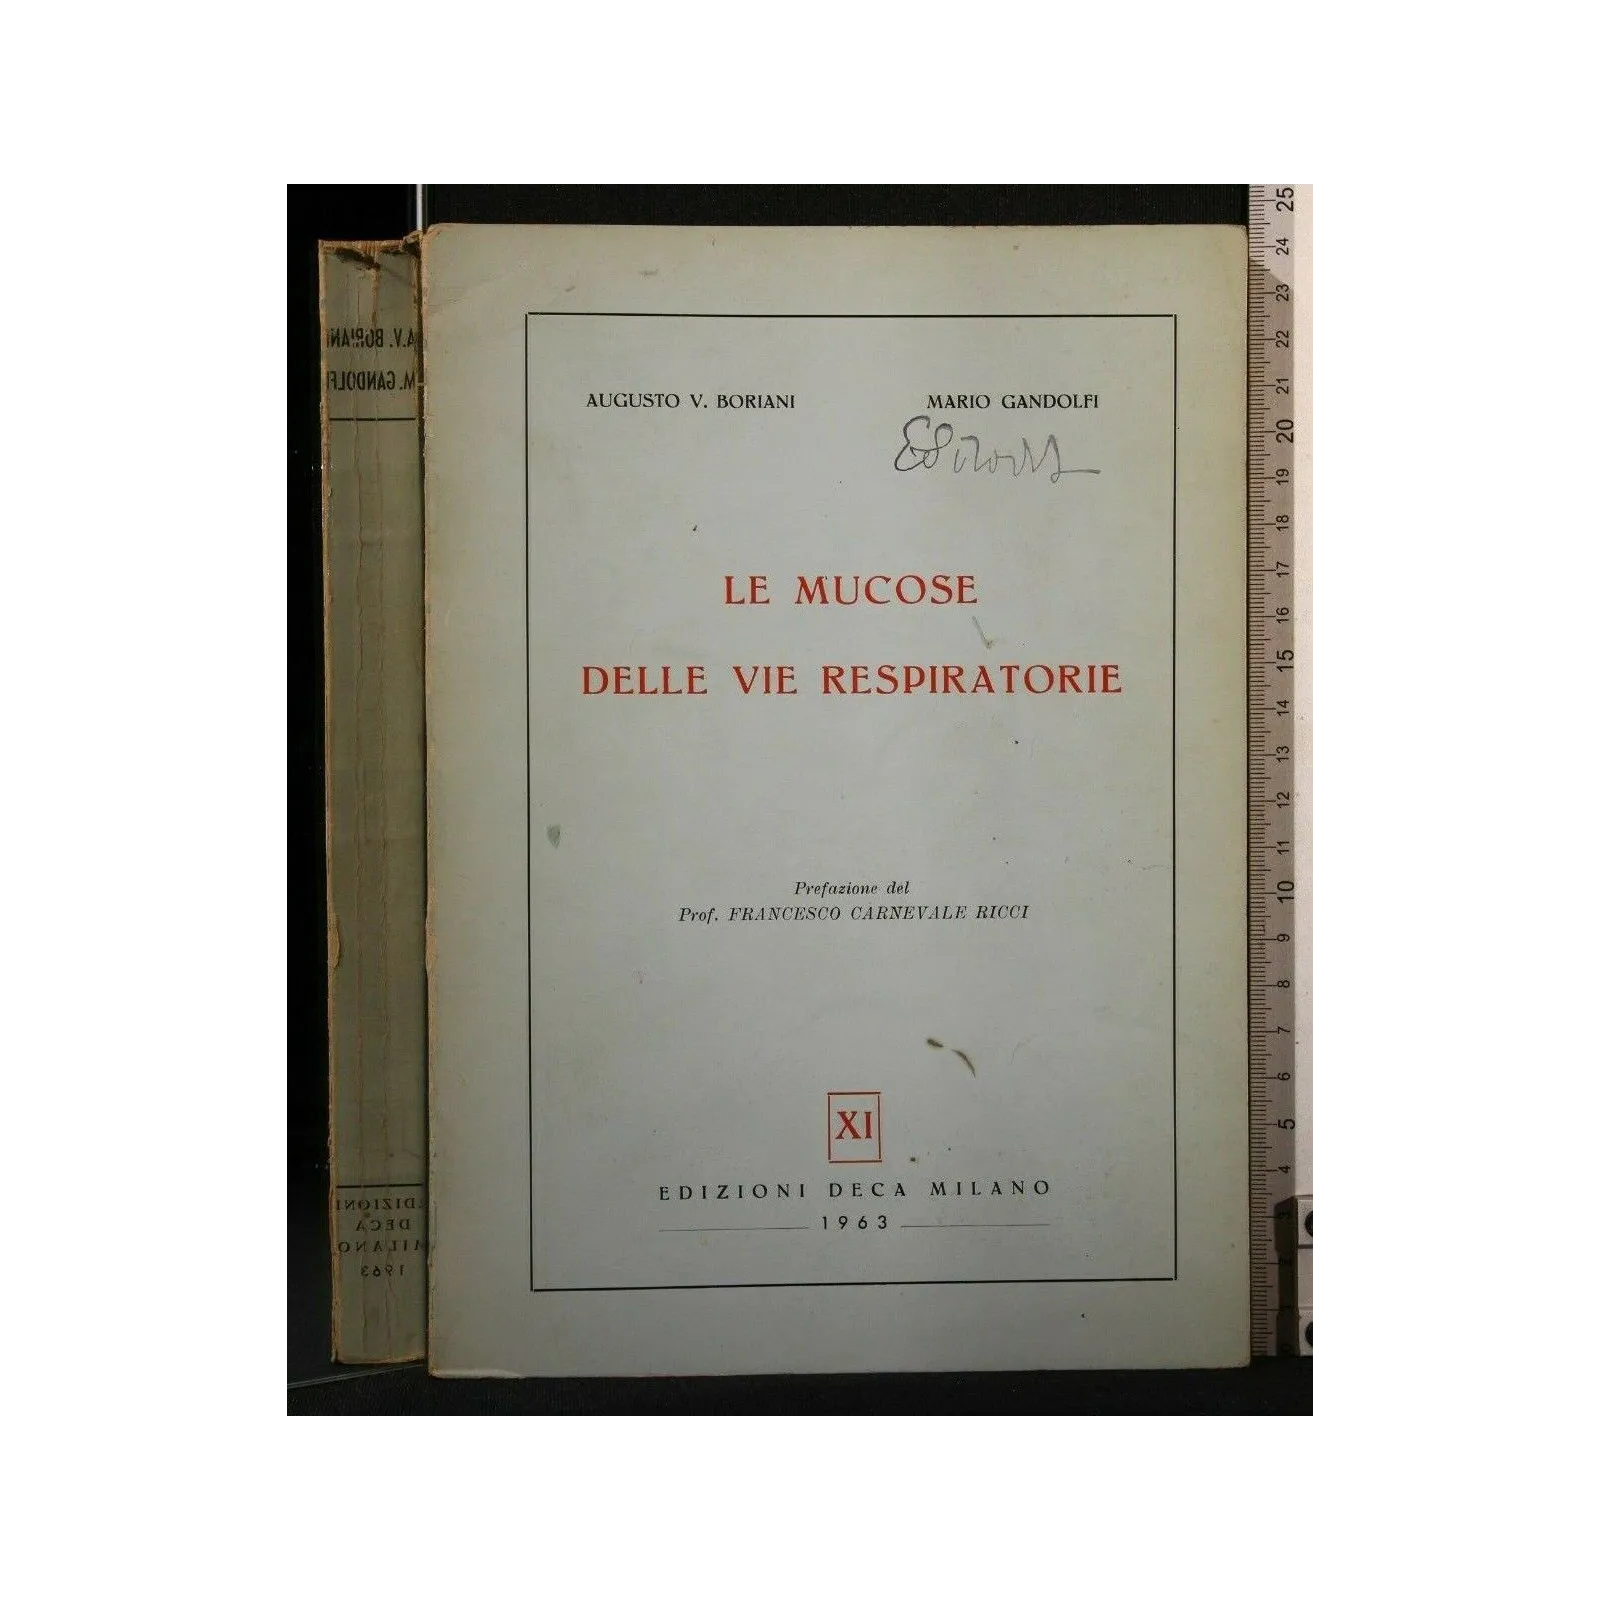 AUGUSTO V. BORIANI MARIO GANDOLFI
LE MUCOSE
DELLE VIE RESPIRATORIE
Prefazione del
Prof. FRANCESCO CARNEVALE RICCI
XI
EDIZIONI DECA MILANO
1963
A.V. BORIANI
M. GANDOLFI
EDIZIONI
DECA
MILANO
1963
25
24
23
22
21
20
19
18
17
16
15
14
13
12
11
10
9
8
7
6
5
4
3
1